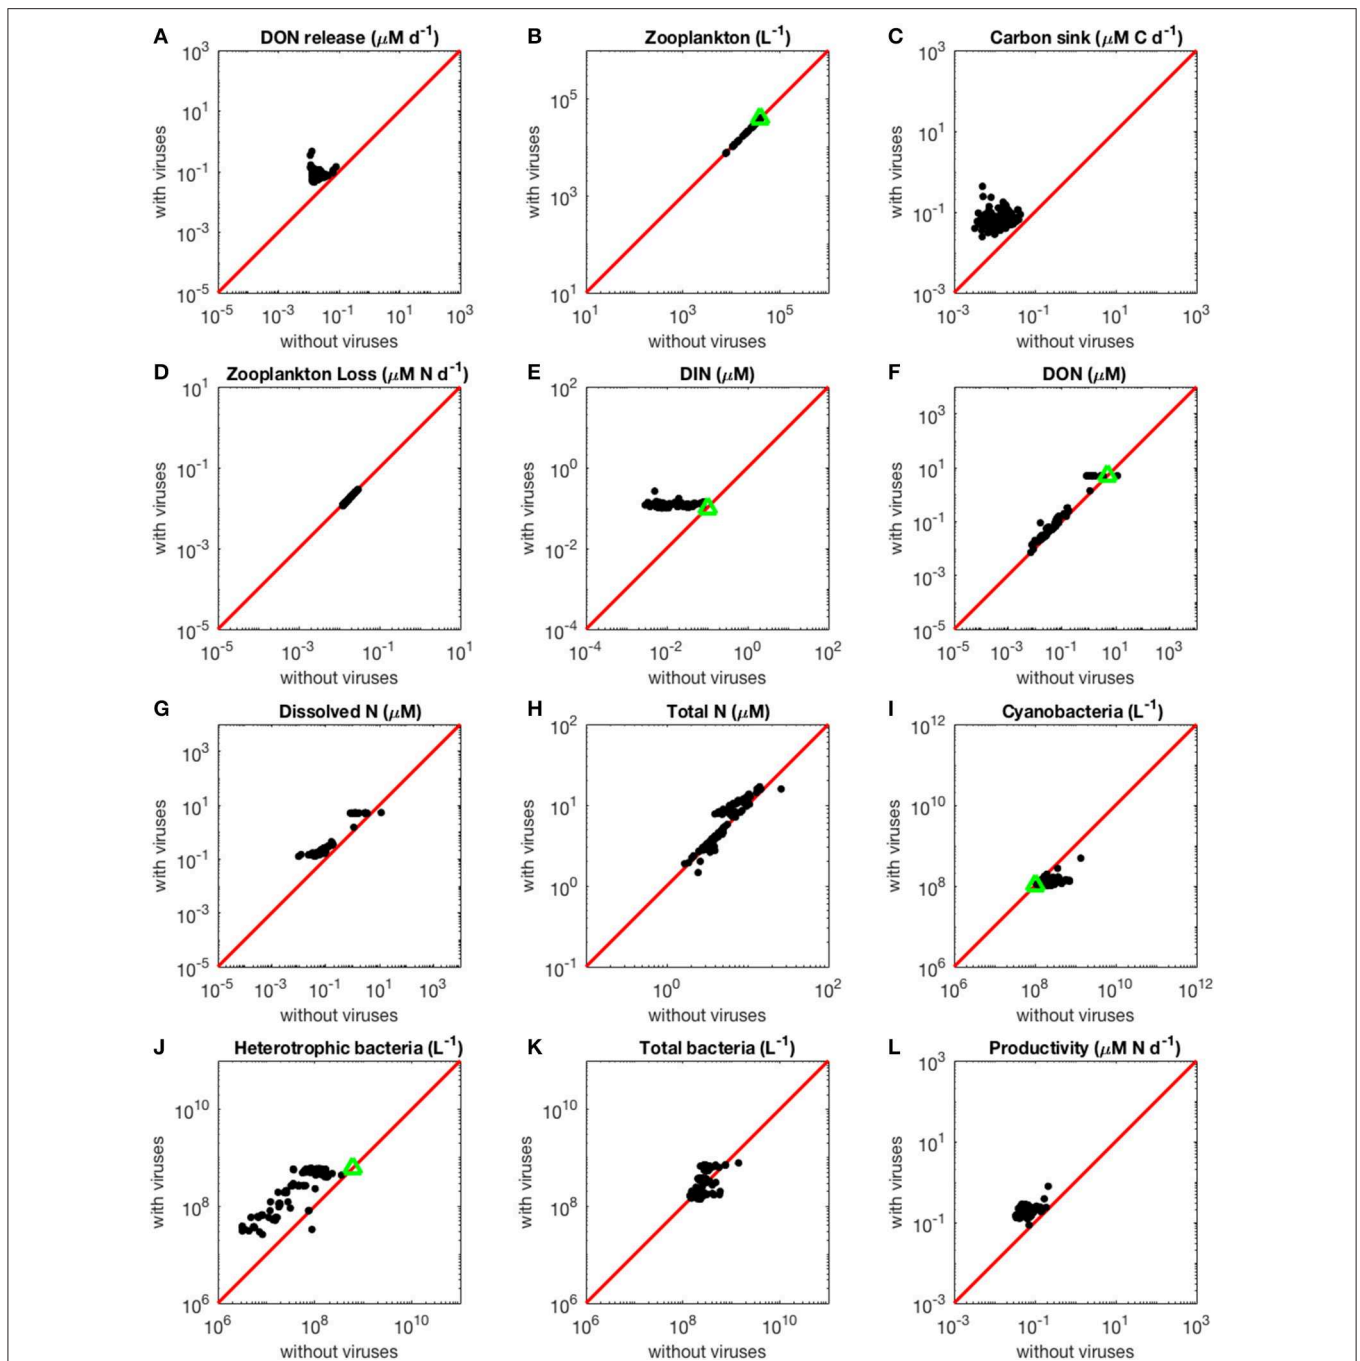 A DON release (μM d⁻¹)
10³
10¹
10⁻¹
10⁻³
10⁻⁵
with viruses
10⁻⁵ 10⁻³ 10⁻¹ 10¹ 10³
without viruses
B Zooplankton (L⁻¹)
10⁵
10³
10¹
with viruses
10¹ 10³ 10⁵
without viruses
C Carbon sink (μM C d⁻¹)
10³
10¹
10⁻¹
10⁻³
with viruses
10⁻³ 10⁻¹ 10¹ 10³
without viruses
D Zooplankton Loss (μM N d⁻¹)
10¹
10⁻¹
10⁻³
10⁻⁵
with viruses
10⁻⁵ 10⁻³ 10⁻¹ 10¹
without viruses
E DIN (μM)
10²
10⁰
10⁻²
10⁻⁴
with viruses
10⁻⁴ 10⁻² 10⁰ 10²
without viruses
F DON (μM)
10³
10¹
10⁻¹
10⁻³
10⁻⁵
with viruses
10⁻⁵ 10⁻³ 10⁻¹ 10¹ 10³
without viruses
G Dissolved N (μM)
10³
10¹
10⁻¹
10⁻³
10⁻⁵
with viruses
10⁻⁵ 10⁻³ 10⁻¹ 10¹ 10³
without viruses
H Total N (μM)
10²
10¹
10⁰
10⁻¹
with viruses
10⁰ 10²
without viruses
I Cyanobacteria (L⁻¹)
10¹²
10¹⁰
10⁸
10⁶
with viruses
10⁶ 10⁸ 10¹⁰ 10¹²
without viruses
J Heterotrophic bacteria (L⁻¹)
10¹⁰
10⁸
10⁶
with viruses
10⁶ 10⁸ 10¹⁰
without viruses
K Total bacteria (L⁻¹)
10¹⁰
10⁸
10⁶
with viruses
10⁶ 10⁸ 10¹⁰
without viruses
L Productivity (μM N d⁻¹)
10³
10¹
10⁻¹
10⁻³
with viruses
10⁻³ 10⁻¹ 10¹ 10³
without viruses